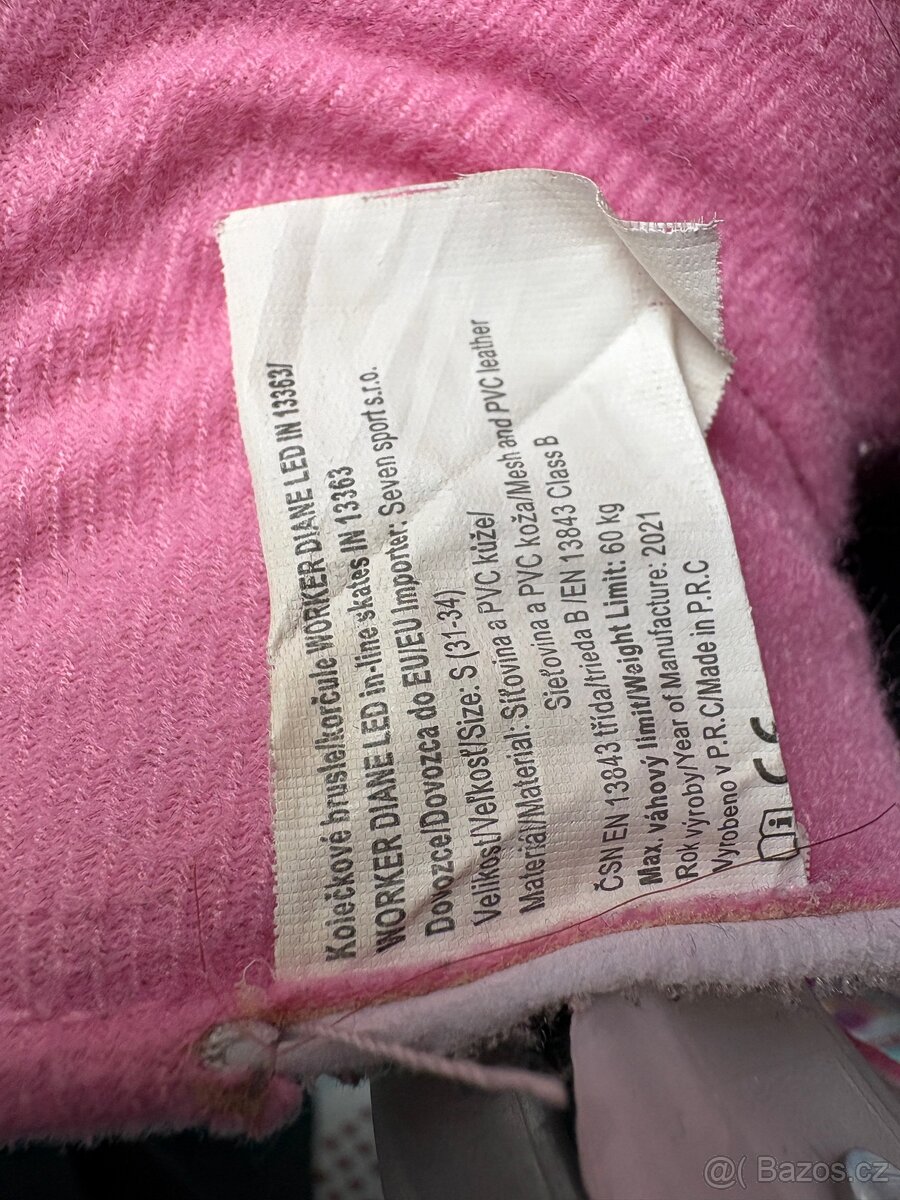 Kolečkové brusle/korčule WORKER DIANE LED IN 13363/
WORKER DIANE LED in-line skates IN 13363
Dovozce/Dovozca do EU/EU Importer: Seven sport s.r.o.
Velikost/Veľkosť/Size: S (31-34)
Materiál/Material: Síťovina a PVC kůže/
Sieťovina a PVC koža/Mesh and PVC leather
ČSN EN 13843 třída/trieda B /EN 13843 Class B
Max. váhový limit/Weight Limit: 60 kg
Rok výroby/Year of Manufacture: 2021
Vyrobeno v P.R.C/Made in P.R.C
i CE
@( Bazos.cz